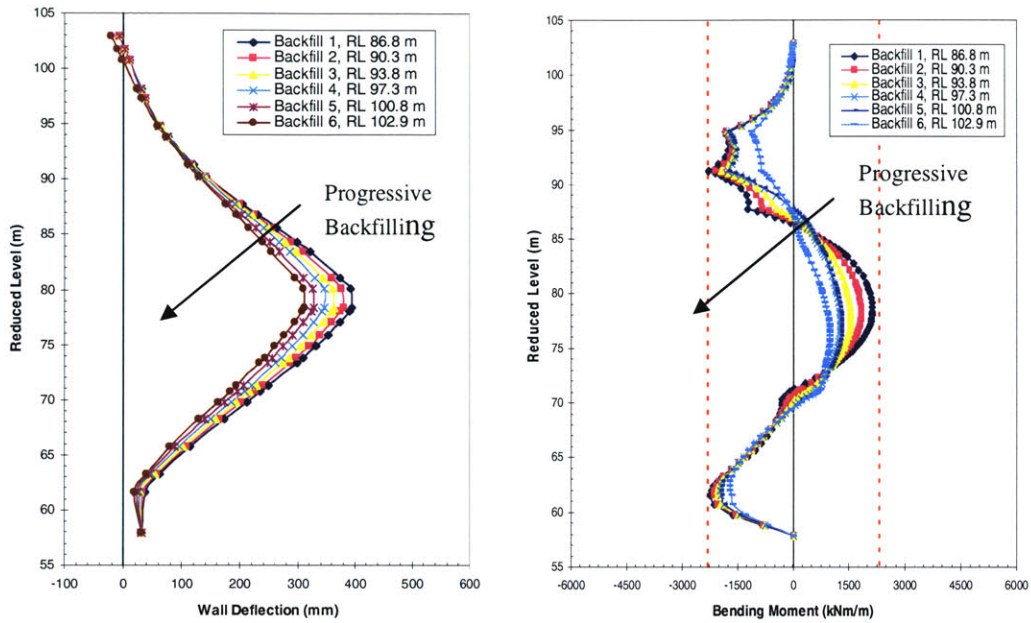 105
100
95
90
85
80
75
70
65
60
55
Reduced Level (m)
-100 0 100 200 300 400 500 600
Wall Deflection (mm)
Backfill 1, RL 86.8 m
Backfill 2, RL 90.3 m
Backfill 3, RL 93.8 m
Backfill 4, RL 97.3 m
Backfill 5, RL 100.8 m
Backfill 6, RL 102.9 m
Progressive
Backfilling
105
100
95
90
85
80
75
70
65
60
55
Reduced Level (m)
-6000 -4500 -3000 -1500 0 1500 3000 4500 6000
Bending Moment (kNm/m)
Backfill 1, RL 86.8 m
Backfill 2, RL 90.3 m
Backfill 3, RL 93.8 m
Backfill 4, RL 97.3 m
Backfill 5, RL 100.8 m
Backfill 6, RL 102.9 m
Progressive
Backfilling